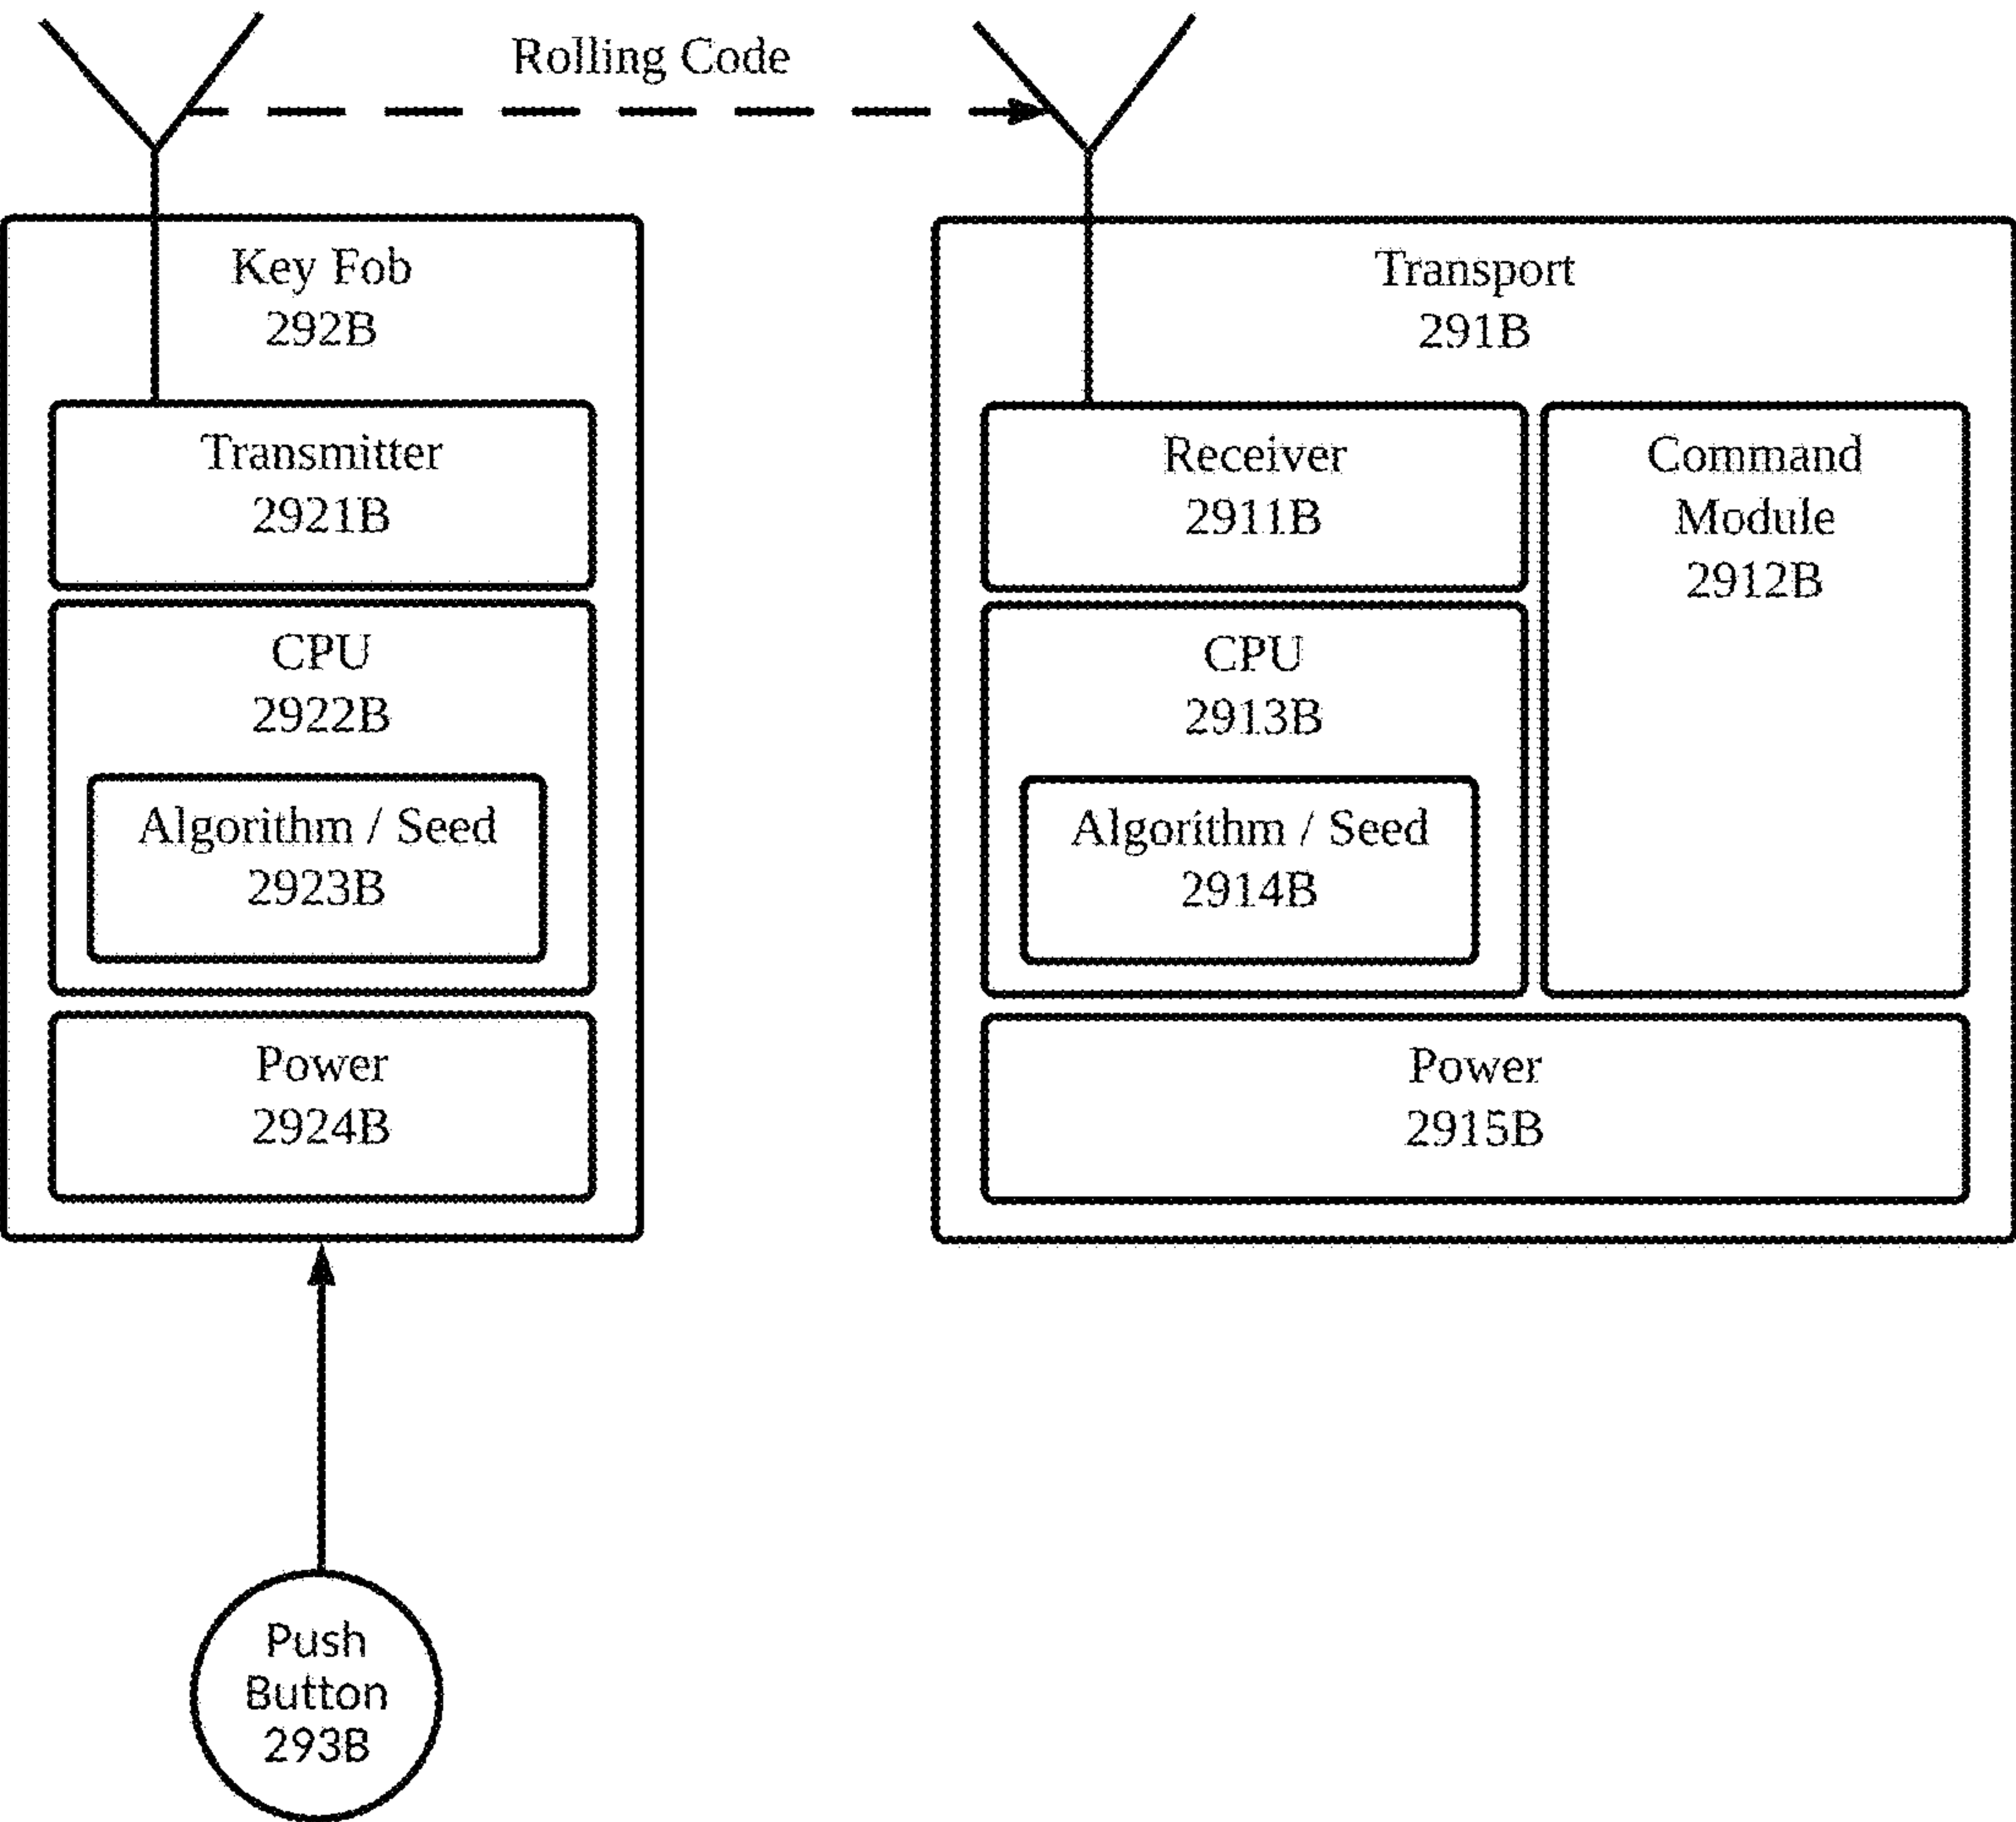 Rolling Code
Key Fob
292B
Transmitter
2921B
CPU
2922B
Algorithm / Seed
2923B
Power
2924B
Push
Button
293B
Transport
291B
Receiver
2911B
Command
Module
2912B
CPU
2913B
Algorithm / Seed
2914B
Power
2915B